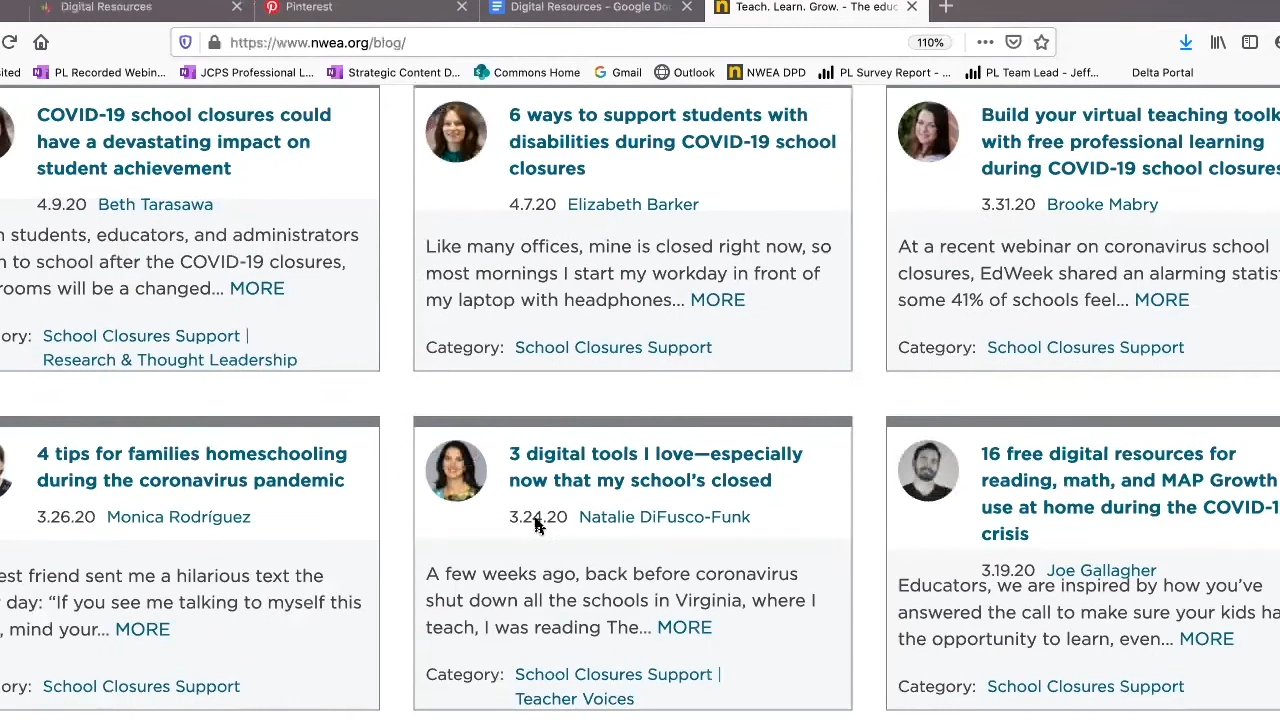 Digital Resources
Pinterest
Digital Resources - Google Doc
Teach. Learn. Grow. - The educ
https://www.nwea.org/blog/
110%
sited
PL Recorded Webin...
JCPS Professional L...
Strategic Content D...
Commons Home
Gmail
Outlook
NWEA DPD
PL Survey Report - ...
PL Team Lead - Jeff...
Delta Portal
COVID-19 school closures could
have a devastating impact on
student achievement
4.9.20 Beth Tarasawa
n students, educators, and administrators
n to school after the COVID-19 closures,
rooms will be a changed... MORE
ory: School Closures Support |
Research & Thought Leadership
6 ways to support students with
disabilities during COVID-19 school
closures
4.7.20 Elizabeth Barker
Like many offices, mine is closed right now, so
most mornings I start my workday in front of
my laptop with headphones... MORE
Category: School Closures Support
Build your virtual teaching toolk
with free professional learning
during COVID-19 school closures
3.31.20 Brooke Mabry
At a recent webinar on coronavirus school
closures, EdWeek shared an alarming statis
some 41% of schools feel... MORE
Category: School Closures Support
4 tips for families homeschooling
during the coronavirus pandemic
3.26.20 Monica Rodríguez
est friend sent me a hilarious text the
day: “If you see me talking to myself this
, mind your... MORE
ory: School Closures Support
3 digital tools I love—especially
now that my school’s closed
3.24.20 Natalie DiFusco-Funk
A few weeks ago, back before coronavirus
shut down all the schools in Virginia, where I
teach, I was reading The... MORE
Category: School Closures Support |
Teacher Voices
16 free digital resources for
reading, math, and MAP Growth
use at home during the COVID-1
crisis
3.19.20 Joe Gallagher
Educators, we are inspired by how you’ve
answered the call to make sure your kids ha
the opportunity to learn, even... MORE
Category: School Closures Support